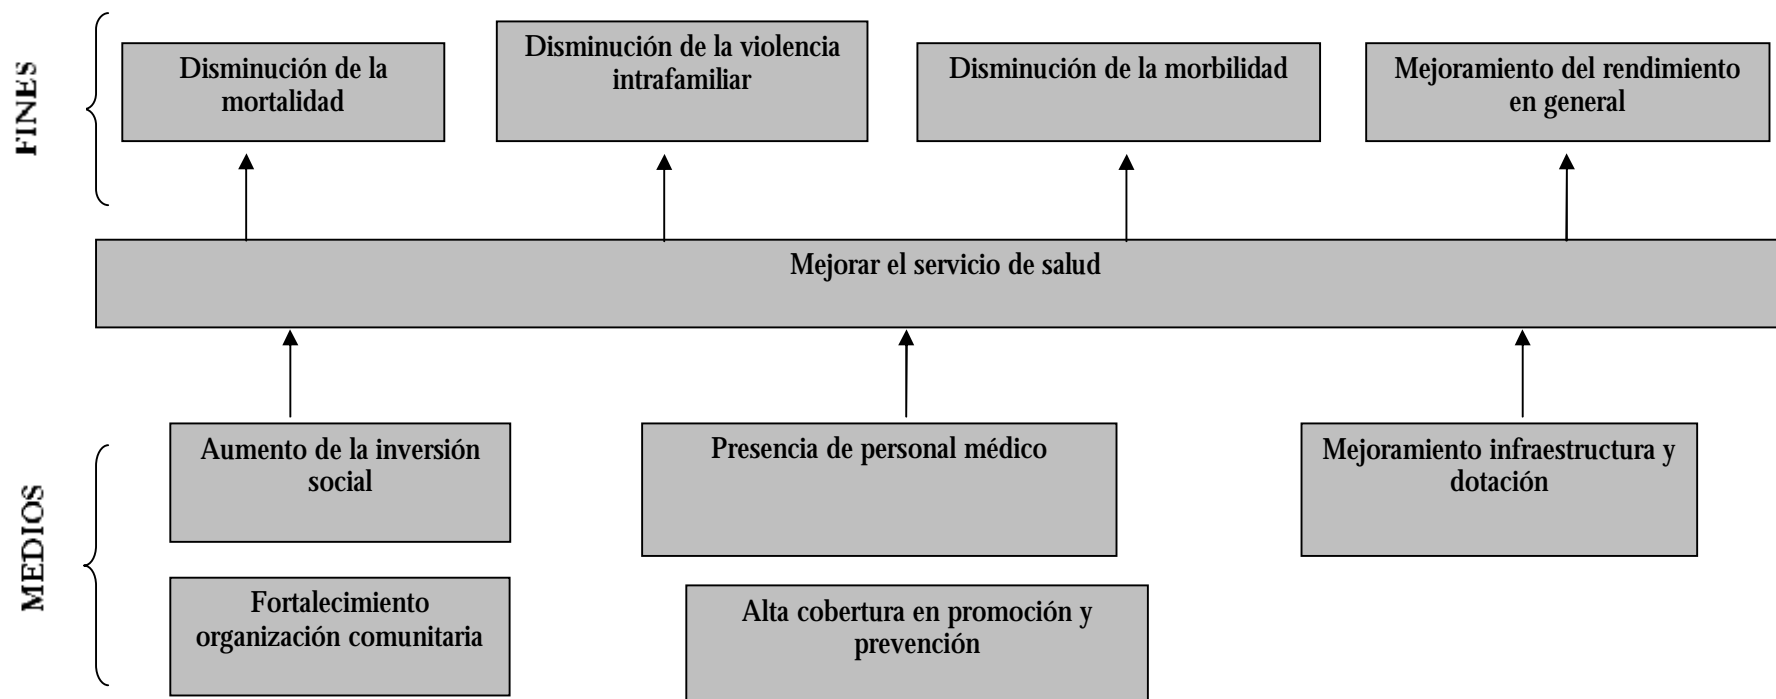 FINES
Disminución de la
mortalidad
Disminución de la violencia
intrafamiliar
Disminución de la morbilidad
Mejoramiento del rendimiento
en general
Mejorar el servicio de salud
MEDIOS
Aumento de la inversión
social
Presencia de personal médico
Mejoramiento infraestructura y
dotación
Fortalecimiento
organización comunitaria
Alta cobertura en promoción y
prevención